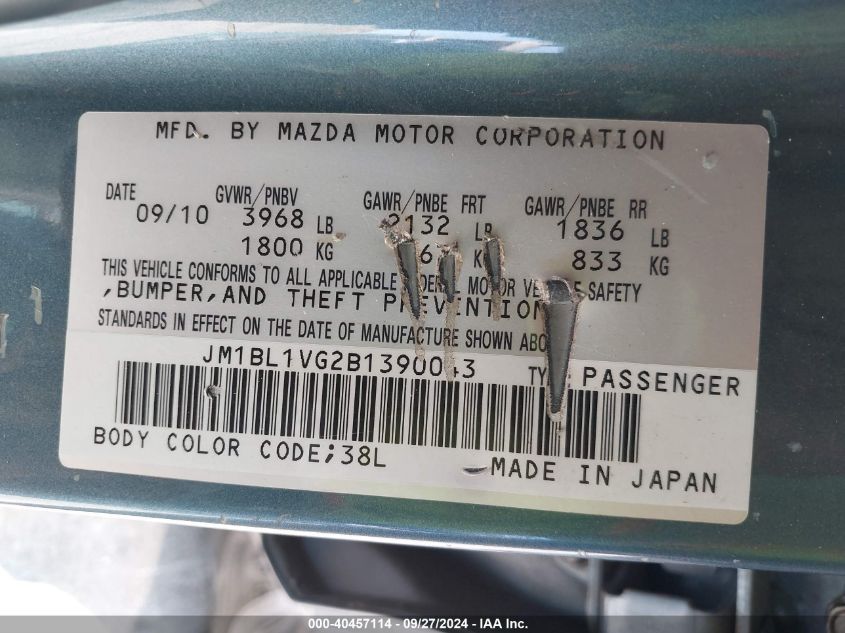 MFD. BY MAZDA MOTOR CORPORATION
DATE GVWR/PNBV GAWR/PNBE FRT GAWR/PNBE RR
09/10 3968 LB 2132 LB 1836 LB
1800 KG 833 KG
THIS VEHICLE CONFORMS TO ALL APPLICABLE MOTOR SAFETY
,BUMPER,AND THEFT PREVENTION
STANDARDS IN EFFECT ON THE DATE OF MANUFACTURE SHOWN
PASSENGER
BODY COLOR CODE;38L MADE IN JAPAN
000-40457114 - 09/27/2024 - IAA Inc.